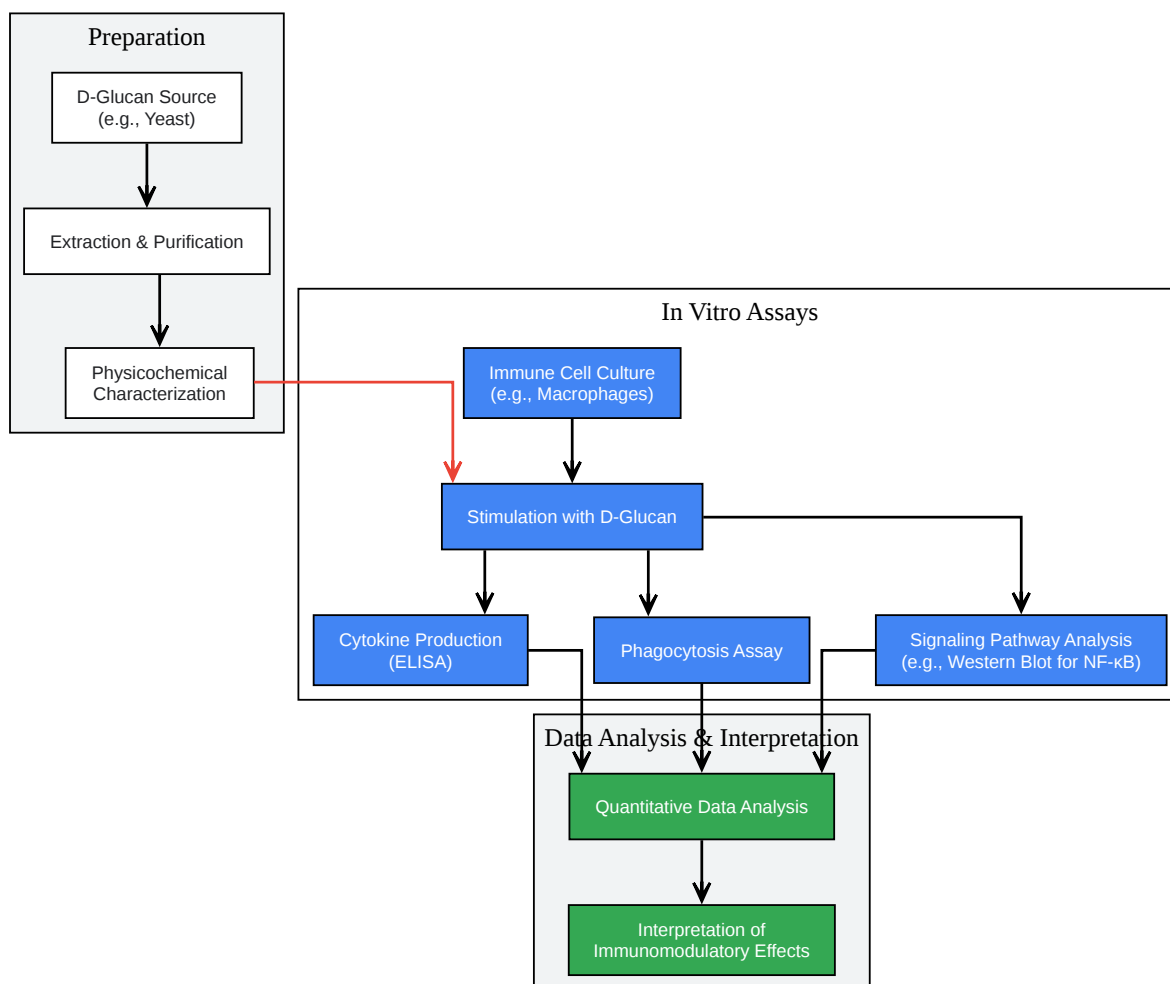 Preparation
D-Glucan Source
(e.g., Yeast)
Extraction & Purification
Physicochemical
Characterization
In Vitro Assays
Immune Cell Culture
(e.g., Macrophages)
Stimulation with D-Glucan
Cytokine Production
(ELISA)
Phagocytosis Assay
Signaling Pathway Analysis
(e.g., Western Blot for NF-κB)
Data Analysis & Interpretation
Quantitative Data Analysis
Interpretation of
Immunomodulatory Effects